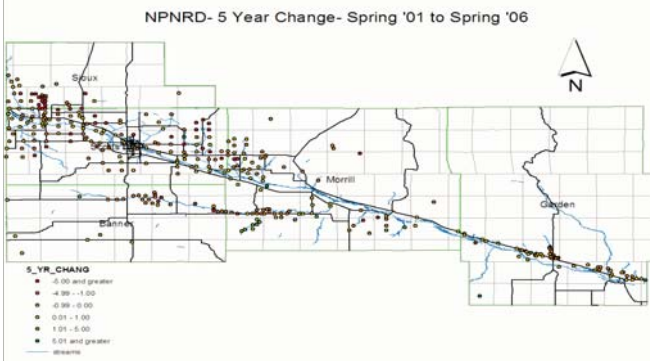 NPNRD- 5 Year Change- Spring '01 to Spring '06
N
Sioux
Morrill
Garden
Banner
5_YR_CHANG
-5.00 and greater
-4.99 - -1.00
-0.99 - 0.00
0.01 - 1.00
1.01 - 5.00
5.01 and greater
streams